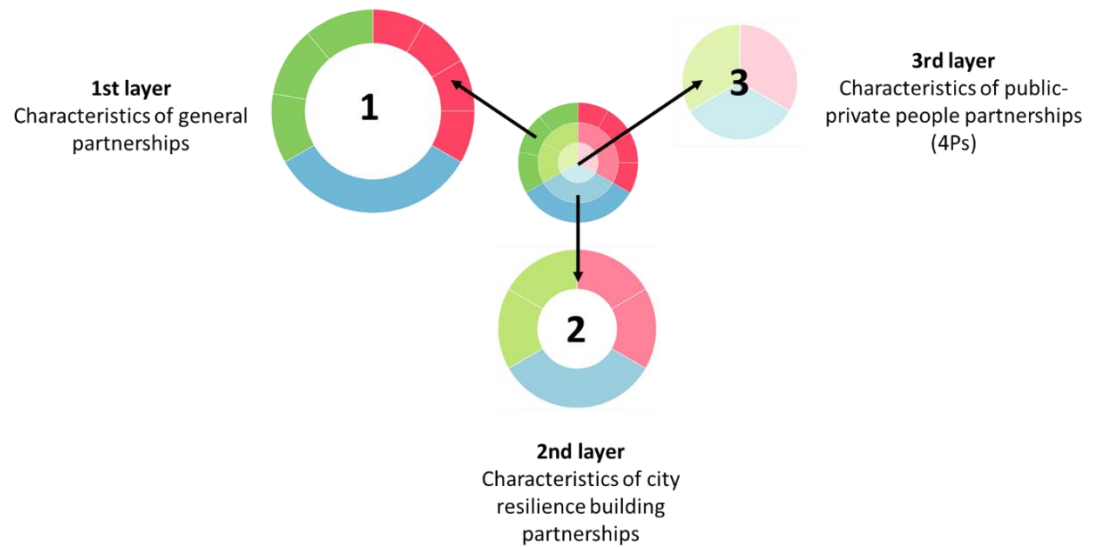 1st layer
Characteristics of general
partnerships
1
3
3rd layer
Characteristics of public-
private people partnerships
(4Ps)
2
2nd layer
Characteristics of city
resilience building
partnerships